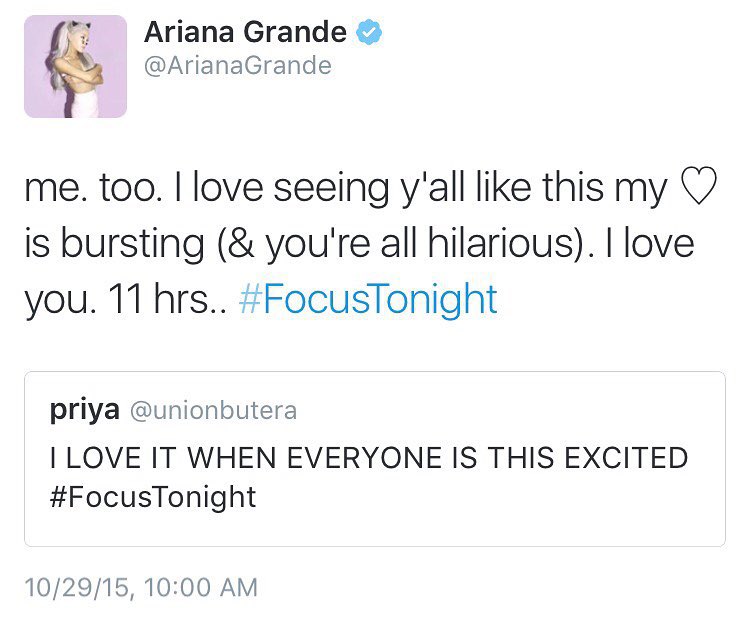 Ariana Grande
@ArianaGrande
me. too. I love seeing y'all like this my ♡
is bursting (& you're all hilarious). I love
you. 11 hrs.. #FocusTonight
priya @unionbutera
I LOVE IT WHEN EVERYONE IS THIS EXCITED
#FocusTonight
10/29/15, 10:00 AM